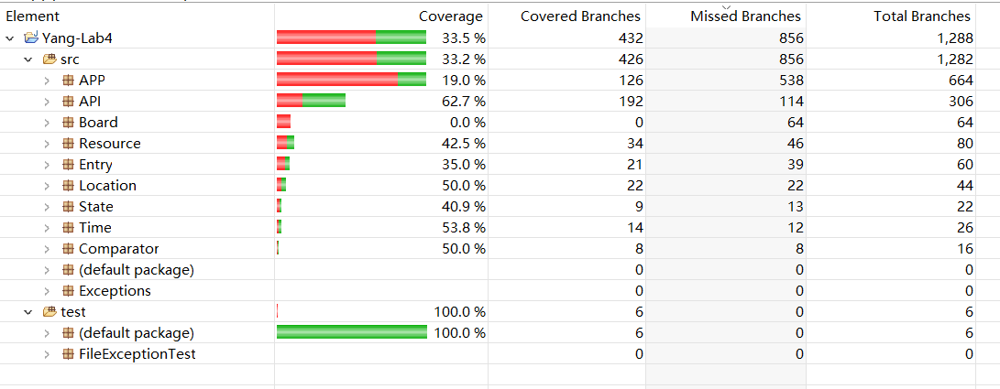 Element Coverage Covered Branches Missed Branches Total Branches
Yang-Lab4 33.5 % 432 856 1,288
src 33.2 % 426 856 1,282
APP 19.0 % 126 538 664
API 62.7 % 192 114 306
Board 0.0 % 0 64 64
Resource 42.5 % 34 46 80
Entry 35.0 % 21 39 60
Location 50.0 % 22 22 44
State 40.9 % 9 13 22
Time 53.8 % 14 12 26
Comparator 50.0 % 8 8 16
(default package) 0 0 0
Exceptions 0 0 0
test 100.0 % 6 0 6
(default package) 100.0 % 6 0 6
FileExceptionTest 0 0 0